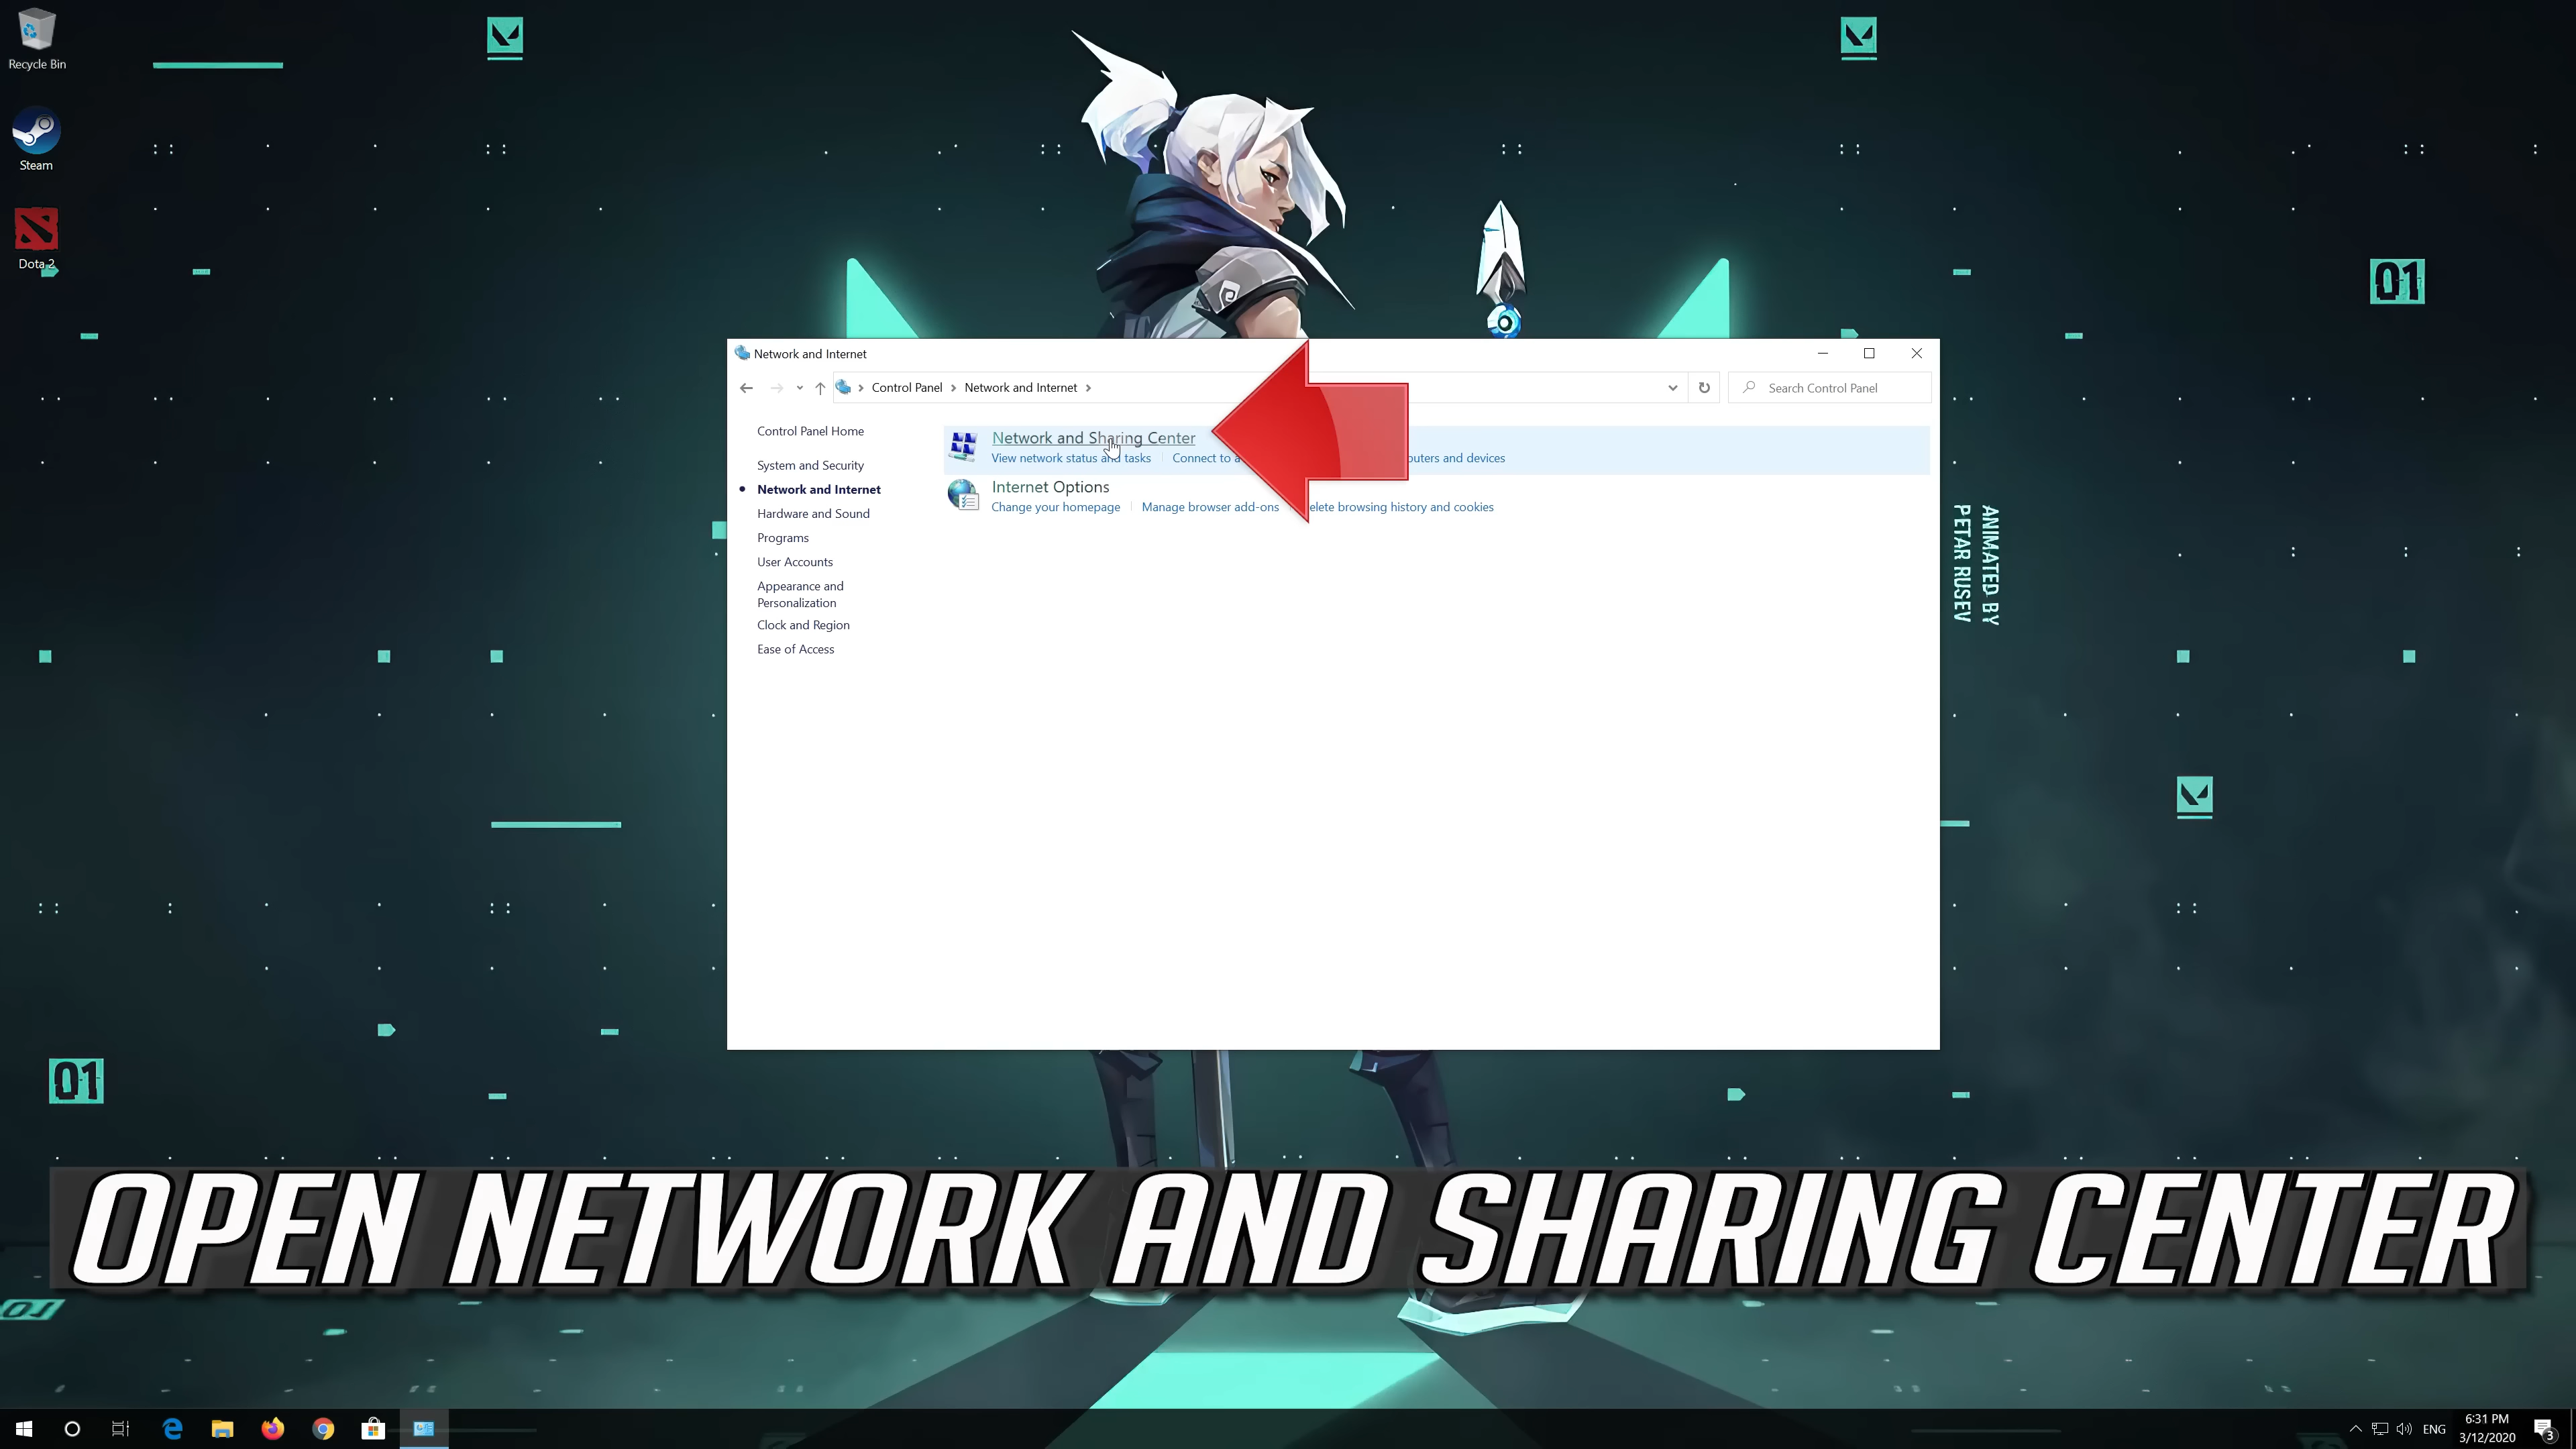 Recycle Bin
Steam
Dota 2
01
Network and Internet
Control Panel
Network and Internet
Search Control Panel
Control Panel Home
System and Security
Network and Internet
Hardware and Sound
Programs
User Accounts
Appearance and
Personalization
Clock and Region
Ease of Access
Network and Sharing Center
View network status and tasks
Connect to a
devices
Internet Options
Change your homepage
Manage browser add-ons
browsing history and cookies
ANIMATED BY
PETAR RUSEV
01
OPEN NETWORK AND SHARING CENTER
01
ENG
6:31 PM
3/12/2020
3